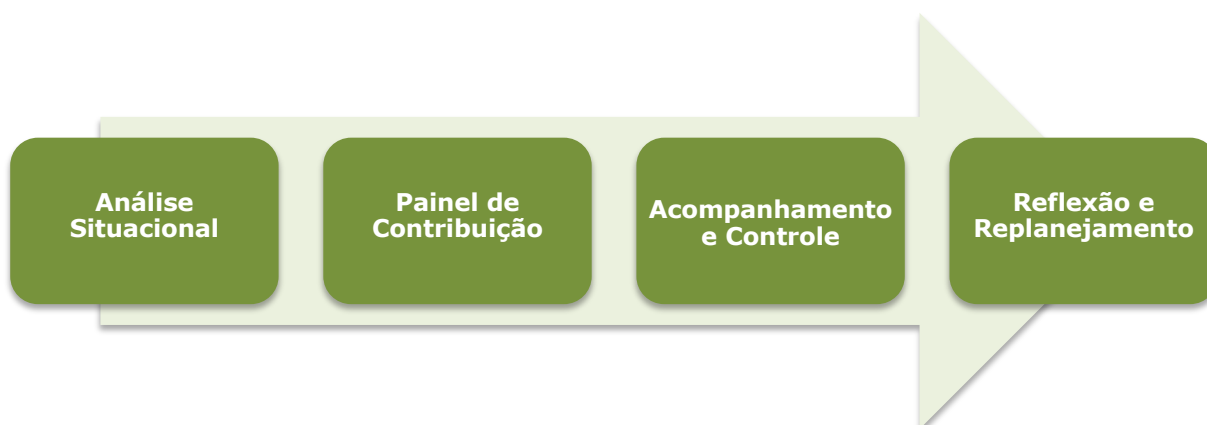 Análise
Situacional
Painel de
Contribuição
Acompanhamento
e Controle
Reflexão e
Replanejamento